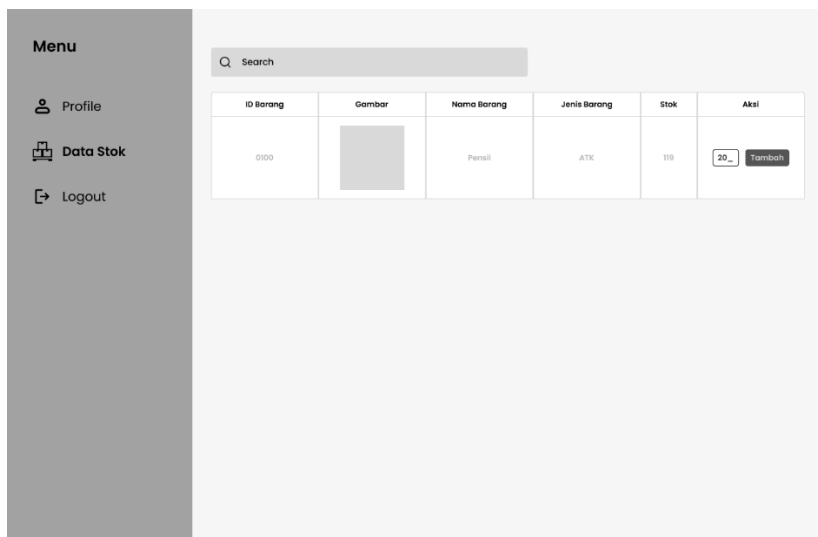 Menu
Profile
Data Stok
Logout
Search
ID Barang Gambar Nama Barang Jenis Barang Stok Aksi
0100 Pensil ATK 119 20_ Tambah